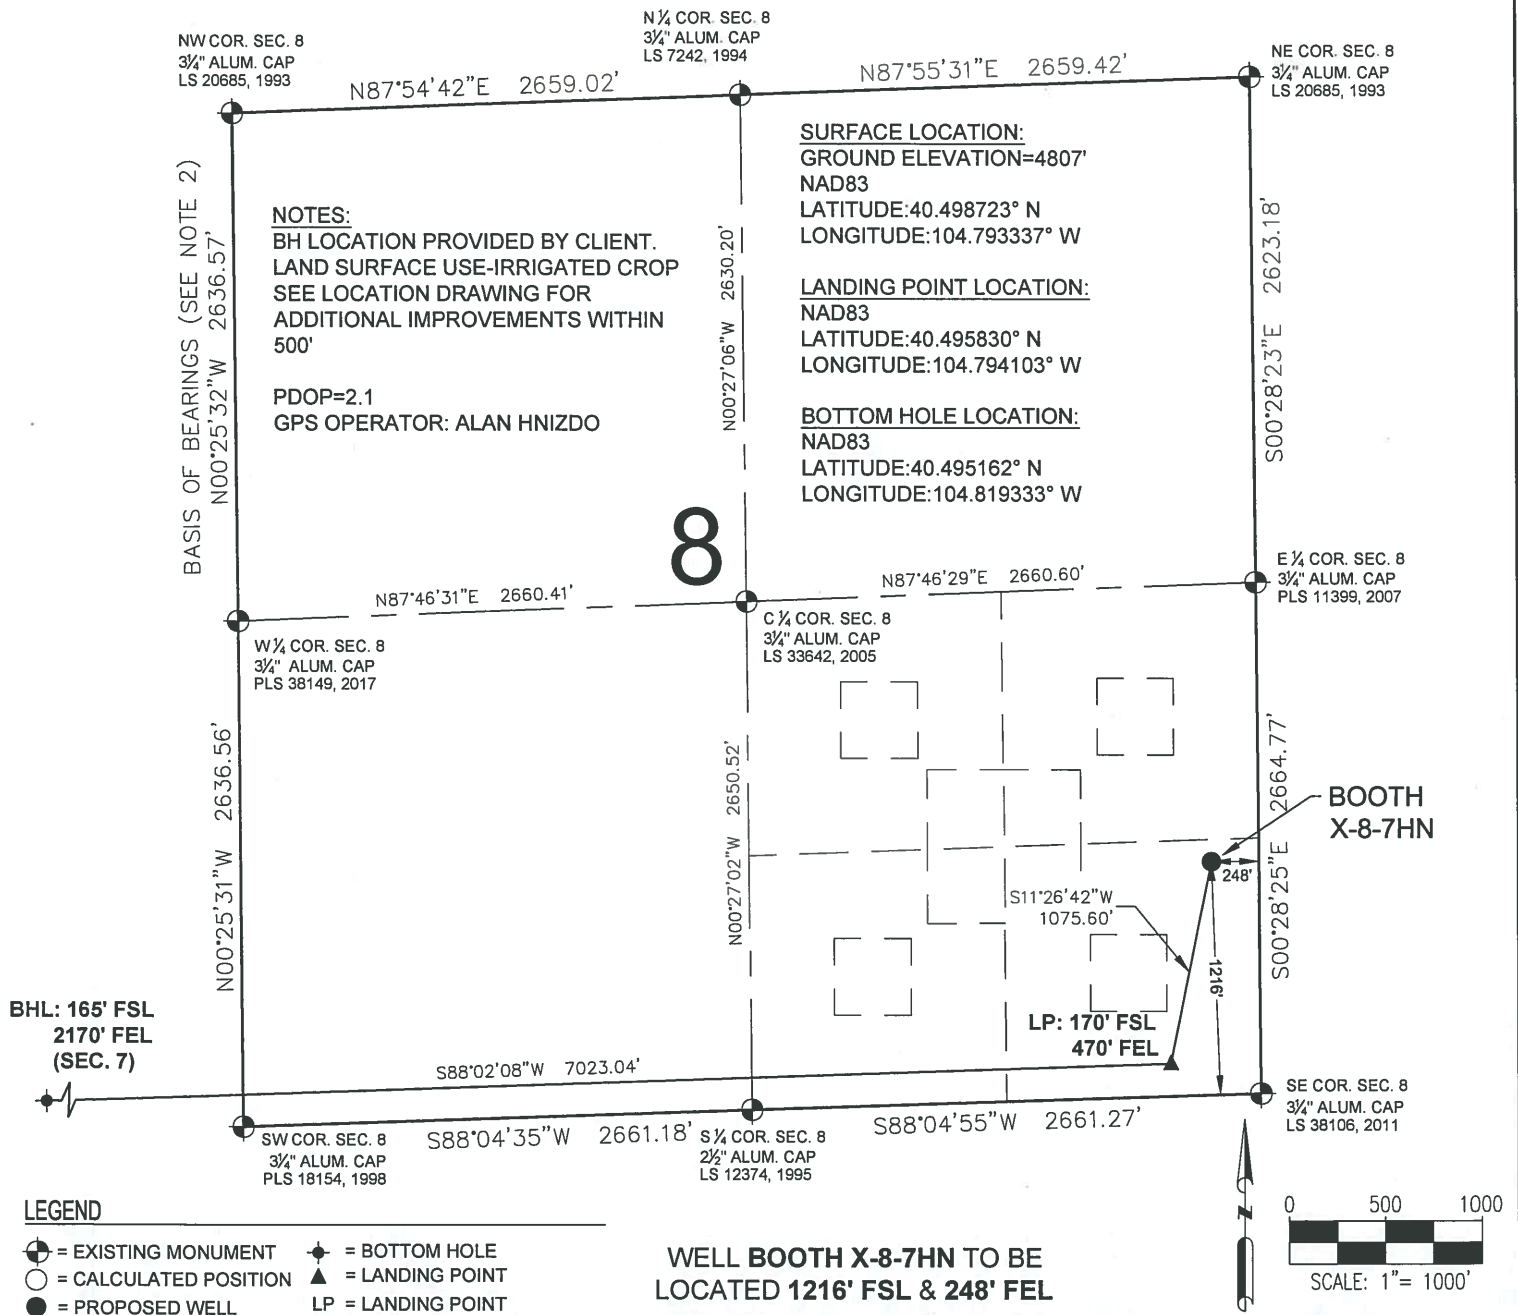 NW COR. SEC. 8
3¼" ALUM. CAP
LS 20685, 1993
N ¼ COR. SEC. 8
3¼" ALUM. CAP
LS 7242, 1994
NE COR. SEC. 8
3¼" ALUM. CAP
LS 20685, 1993
N87°54'42"E 2659.02'
N87°55'31"E 2659.42'
BASIS OF BEARINGS (SEE NOTE 2)
N00°25'32"W 2636.57'
NOTES:
BH LOCATION PROVIDED BY CLIENT.
LAND SURFACE USE-IRRIGATED CROP
SEE LOCATION DRAWING FOR
ADDITIONAL IMPROVEMENTS WITHIN
500'
PDOP=2.1
GPS OPERATOR: ALAN HNIZDO
N00°27'06"W 2630.20'
SURFACE LOCATION:
GROUND ELEVATION=4807'
NAD83
LATITUDE:40.498723° N
LONGITUDE:104.793337° W
LANDING POINT LOCATION:
NAD83
LATITUDE:40.495830° N
LONGITUDE:104.794103° W
BOTTOM HOLE LOCATION:
NAD83
LATITUDE:40.495162° N
LONGITUDE:104.819333° W
S00°28'23"E 2623.18'
8
N87°46'31"E 2660.41'
N87°46'29"E 2660.60'
E ¼ COR. SEC. 8
3¼" ALUM. CAP
PLS 11399, 2007
W ¼ COR. SEC. 8
3¼" ALUM. CAP
PLS 38149, 2017
C ¼ COR. SEC. 8
3¼" ALUM. CAP
LS 33642, 2005
N00°25'31"W 2636.56'
N00°27'02"W 2650.52'
S00°28'25"E 2664.77'
BOOTH
X-8-7HN
248'
S11°26'42"W
1075.60'
1216'
BHL: 165' FSL
2170' FEL
(SEC. 7)
LP: 170' FSL
470' FEL
S88°02'08"W 7023.04'
SW COR. SEC. 8
3¼" ALUM. CAP
PLS 18154, 1998
S88°04'35"W 2661.18'
S ¼ COR. SEC. 8
2½" ALUM. CAP
LS 12374, 1995
S88°04'55"W 2661.27'
SE COR. SEC. 8
3¼" ALUM. CAP
LS 38106, 2011
LEGEND
= EXISTING MONUMENT
= CALCULATED POSITION
= PROPOSED WELL
= BOTTOM HOLE
= LANDING POINT
LP = LANDING POINT
WELL BOOTH X-8-7HN TO BE
LOCATED 1216' FSL & 248' FEL
N
0 500 1000
SCALE: 1"= 1000'